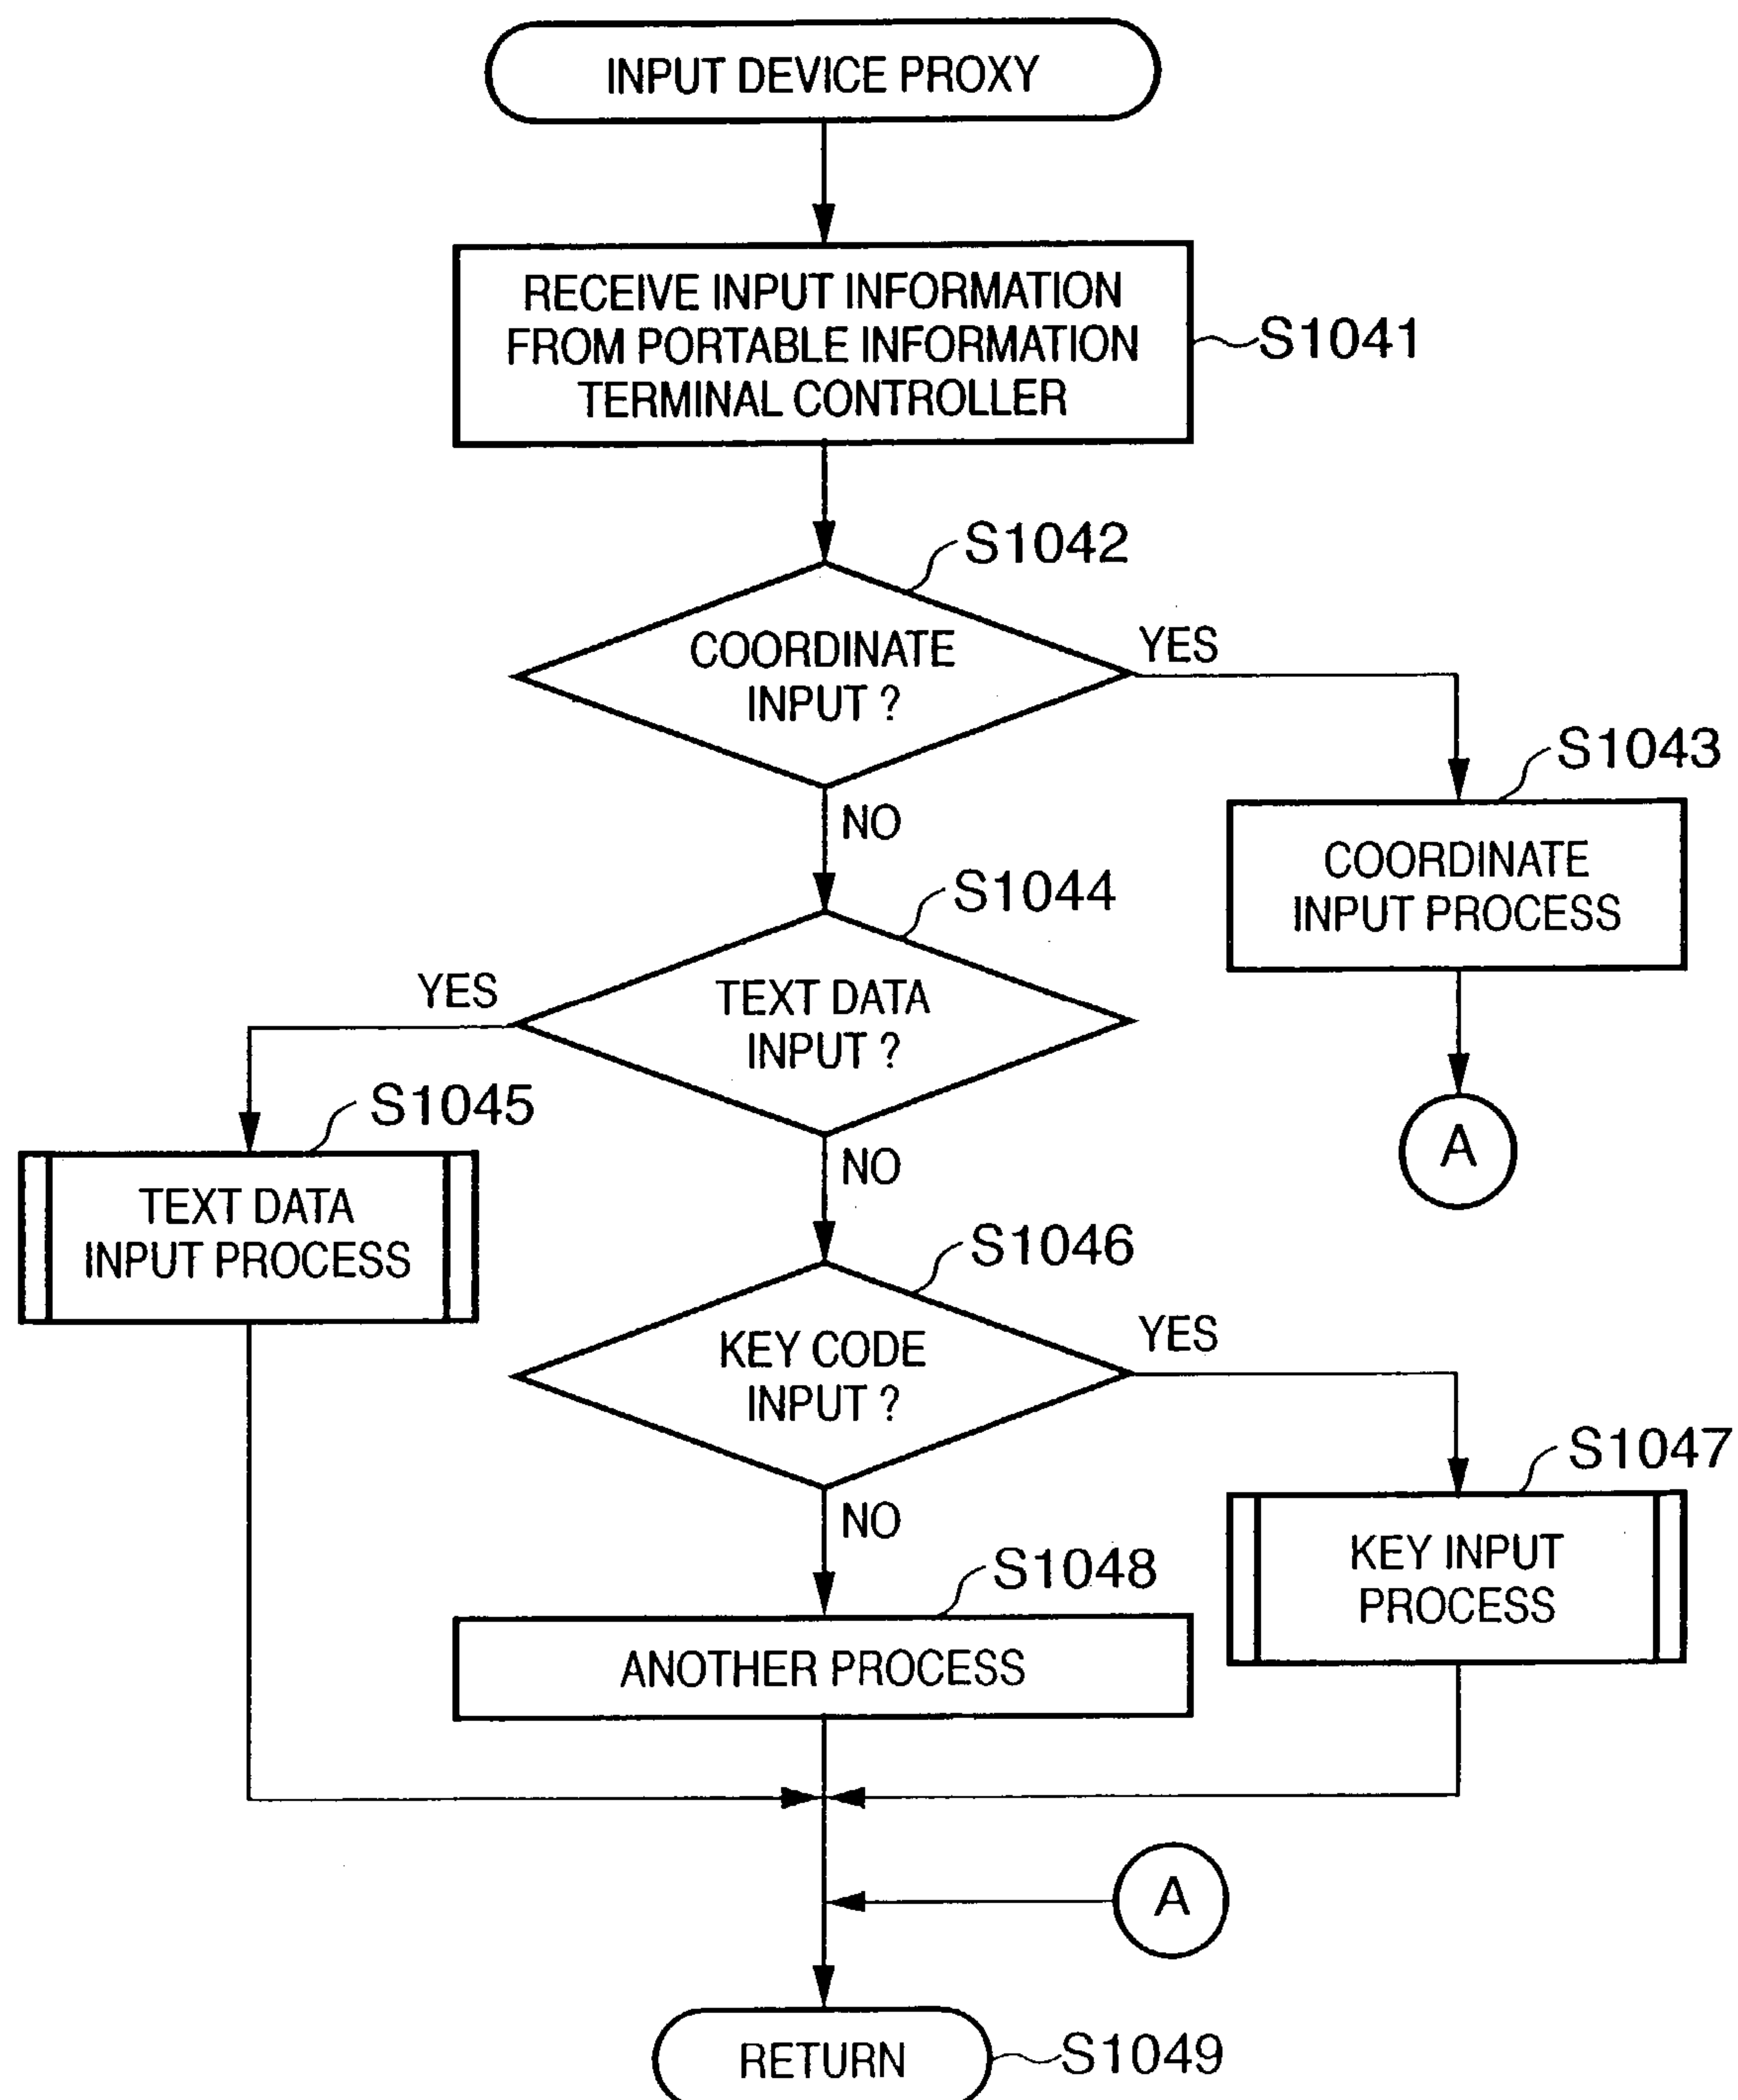 INPUT DEVICE PROXY
RECEIVE INPUT INFORMATION
FROM PORTABLE INFORMATION
TERMINAL CONTROLLER
S1041
S1042
COORDINATE
INPUT ?
YES
NO
S1043
COORDINATE
INPUT PROCESS
A
S1044
TEXT DATA
INPUT ?
YES
NO
S1045
TEXT DATA
INPUT PROCESS
S1046
KEY CODE
INPUT ?
YES
NO
S1047
KEY INPUT
PROCESS
S1048
ANOTHER PROCESS
A
RETURN
S1049